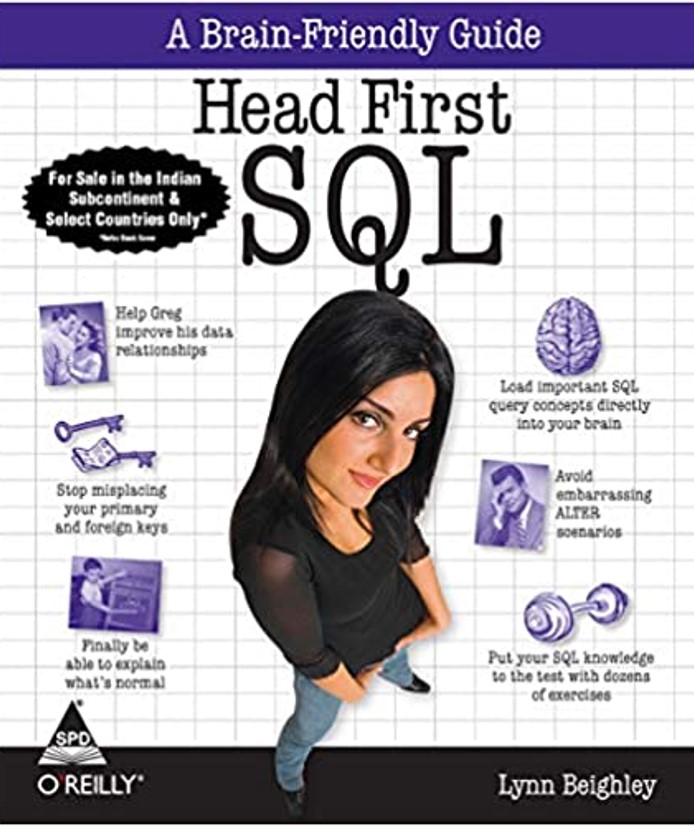 A Brain-Friendly Guide
Head First
SQL
For Sale in the Indian
Subcontinent &
Select Countries Only*
*Refer Back Cover
Help Greg
improve his data
relationships
Load important SQL
query concepts directly
into your brain
Stop misplacing
your primary
and foreign keys
Avoid
embarrassing
ALTER
scenarios
Finally be
able to explain
what's normal
Put your SQL knowledge
to the test with dozens
of exercises
SPD
O'REILLY®
Lynn Beighley